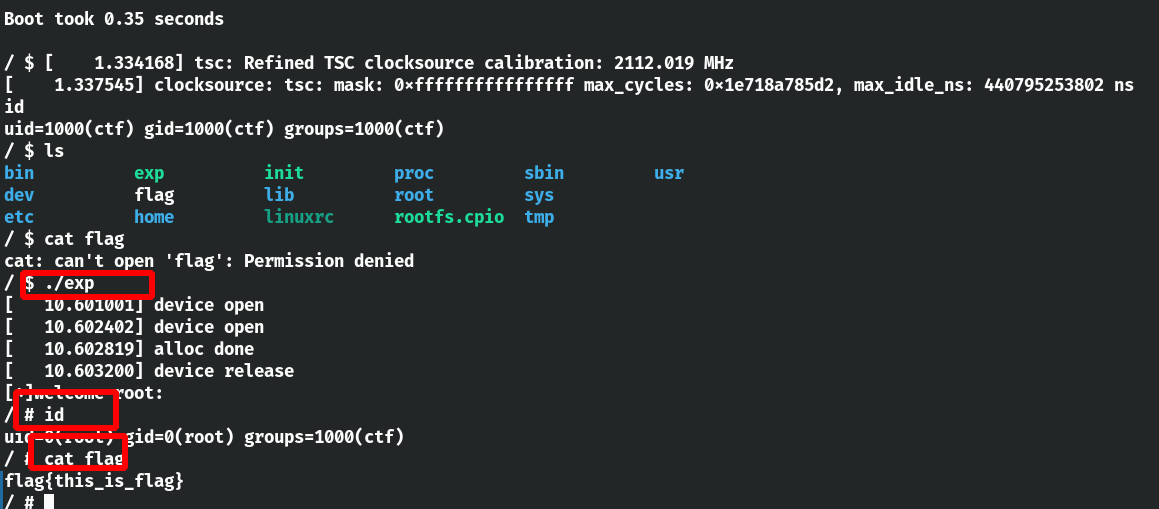 Boot took 0.35 seconds
/ $ [    1.334168] tsc: Refined TSC clocksource calibration: 2112.019 MHz
[    1.337545] clocksource: tsc: mask: 0xffffffffffffffff max_cycles: 0x1e718a785d2, max_idle_ns: 440795253802 ns
id
uid=1000(ctf) gid=1000(ctf) groups=1000(ctf)
/ $ ls
bin          exp          init         proc         sbin         usr
dev          flag         lib          root         sys
etc          home         linuxrc      rootfs.cpio  tmp
/ $ cat flag
cat: can't open 'flag': Permission denied
/ $ ./exp
[   10.601001] device open
[   10.602402] device open
[   10.602819] alloc done
[   10.603200] device release
[+]Welcome root:
/ # id
uid=0(root) gid=0(root) groups=1000(ctf)
/ # cat flag
flag{this_is_flag}
/ #